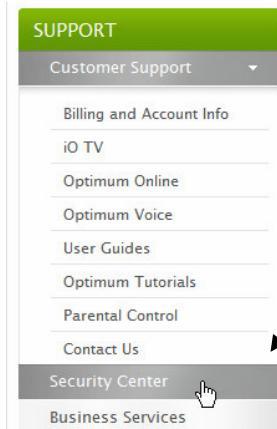 SUPPORT
Customer Support
Billing and Account Info
iO TV
Optimum Online
Optimum Voice
User Guides
Optimum Tutorials
Parental Control
Contact Us
Security Center
Business Services